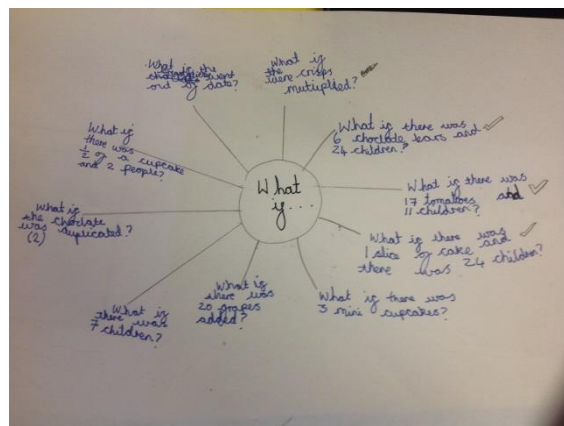 What if....
What if the
went
out of date?
What if
the were crisps
mutiplied?
What if there was
6 choclate bars and
24 children?
What if there was
17 tomatoes and
11 children?
What if there was
1 slice of cake and
there was 24 children?
What if there was
3 mini cupcakes?
What if
there was
20 grapes
added?
What if
there was
7 children?
What if
the choclate
was duplicated?
(2)
What if
there was
1/2 of a cupcake
and 2 people?